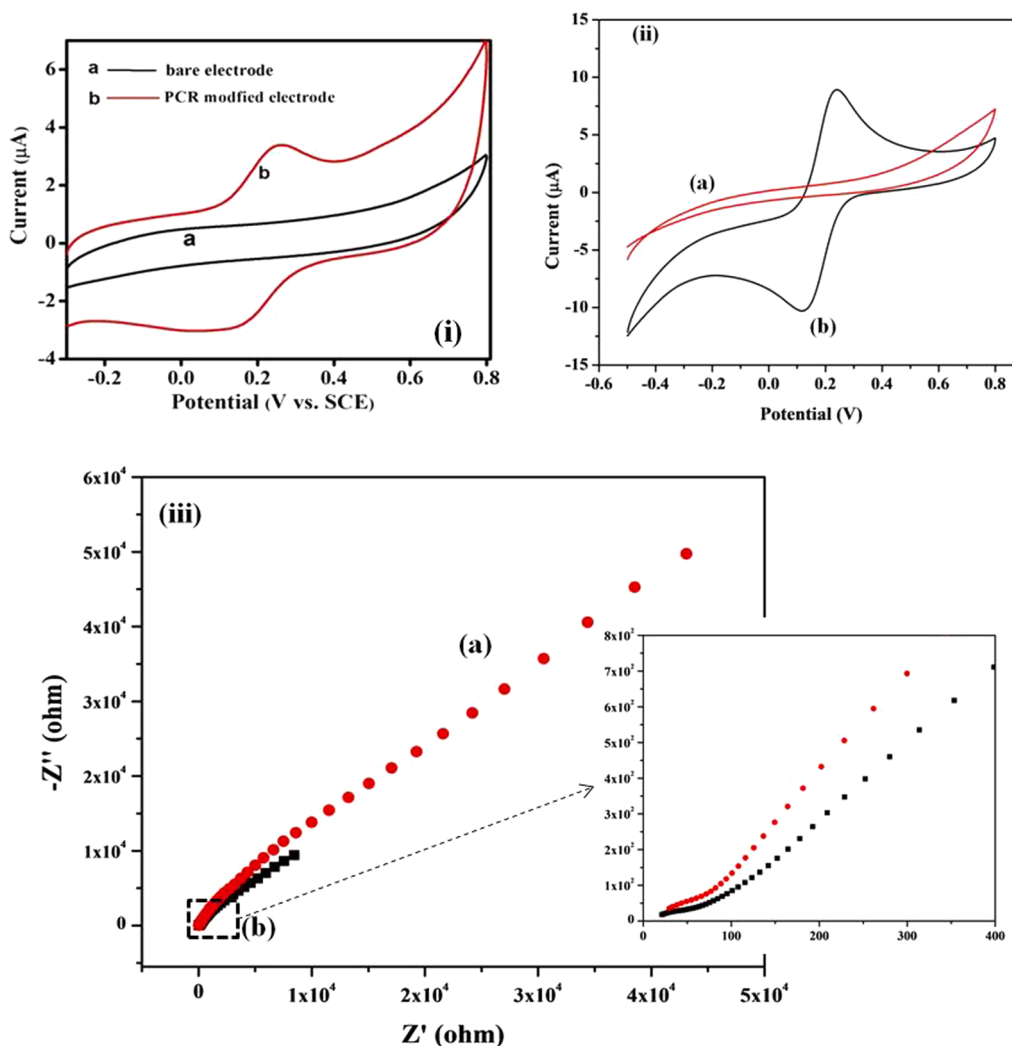 6
4
2
0
-2
-4
Current (µA)
a bare electrode
b PCR modfied electrode
b
a
(i)
-0.2 0.0 0.2 0.4 0.6 0.8
Potential (V vs. SCE)
15
10
5
0
-5
-10
-15
Current (µA)
(ii)
(a)
(b)
-0.6 -0.4 -0.2 0.0 0.2 0.4 0.6 0.8
Potential (V)
6x10⁴
5x10⁴
4x10⁴
3x10⁴
2x10⁴
1x10⁴
0
-Z'' (ohm)
(iii)
(a)
(b)
8x10²
7x10²
6x10²
5x10²
4x10²
3x10²
2x10²
1x10²
0
0 100 200 300 400
0 1x10⁴ 2x10⁴ 3x10⁴ 4x10⁴ 5x10⁴
Z' (ohm)